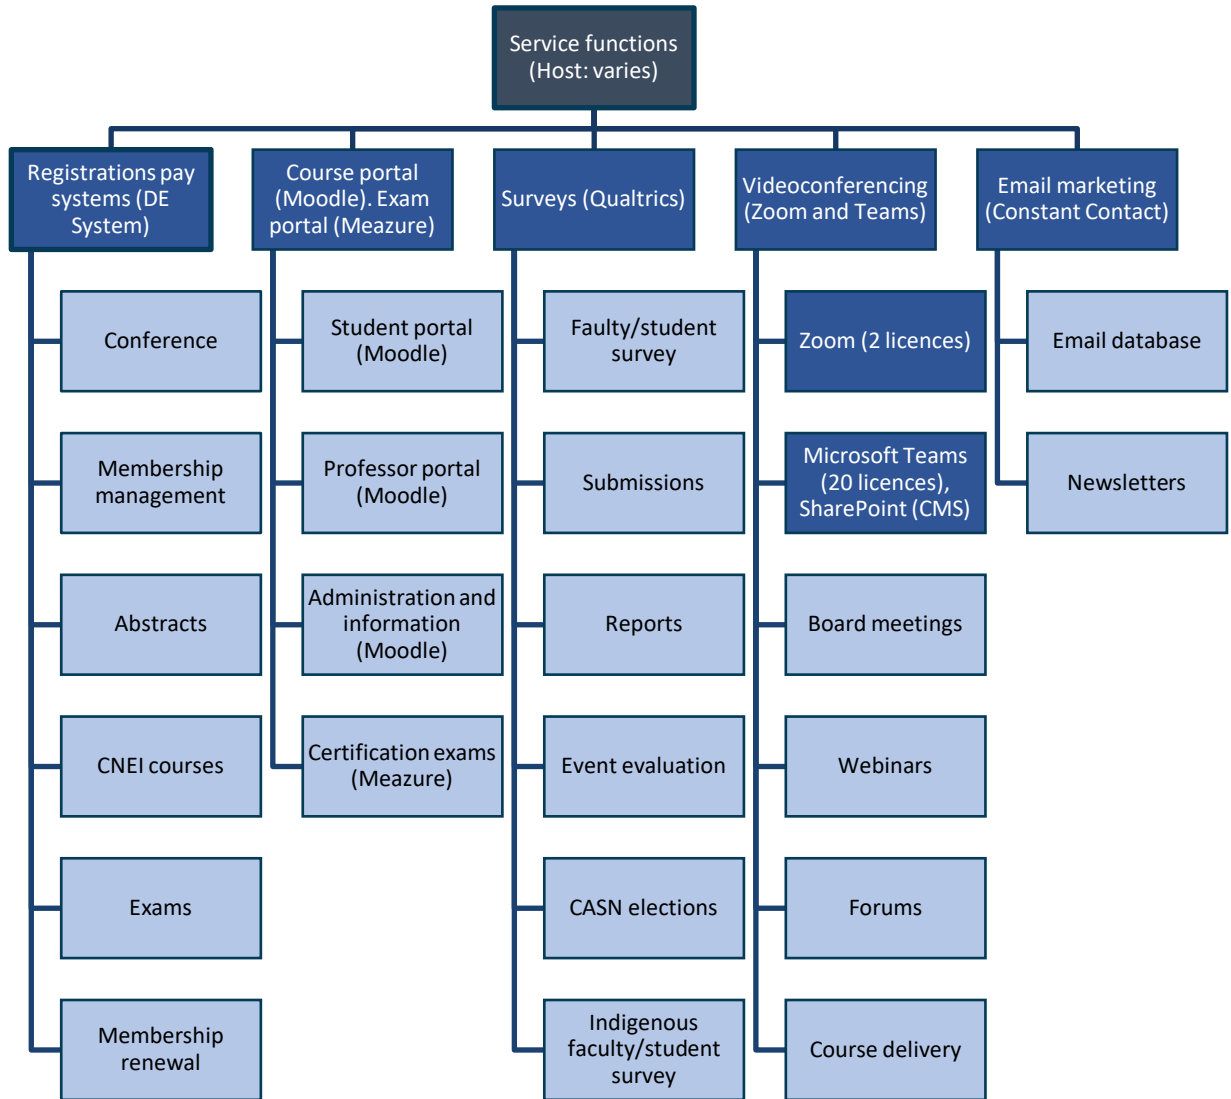 Service functions
(Host: varies)
Registrations pay
systems (DE
System)
Course portal
(Moodle). Exam
portal (Meazure)
Surveys (Qualtrics)
Videoconferencing
(Zoom and Teams)
Email marketing
(Constant Contact)
Conference
Membership
management
Abstracts
CNEI courses
Exams
Membership
renewal
Student portal
(Moodle)
Professor portal
(Moodle)
Administration and
information
(Moodle)
Certification exams
(Meazure)
Faulty/student
survey
Submissions
Reports
Event evaluation
CASN elections
Indigenous
faculty/student
survey
Zoom (2 licences)
Microsoft Teams
(20 licences),
SharePoint (CMS)
Board meetings
Webinars
Forums
Course delivery
Email database
Newsletters